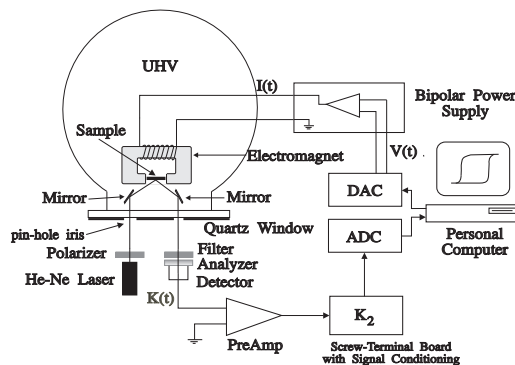 UHV
I(t)
Bipolar Power
Supply
Sample
Electromagnet
V(t)
Mirror
Mirror
DAC
Quartz Window
pin-hole iris
ADC
Personal
Computer
Polarizer
Filter
Analyzer
He-Ne Laser
Detector
K(t)
K2
PreAmp
Screw-Terminal Board
with Signal Conditioning